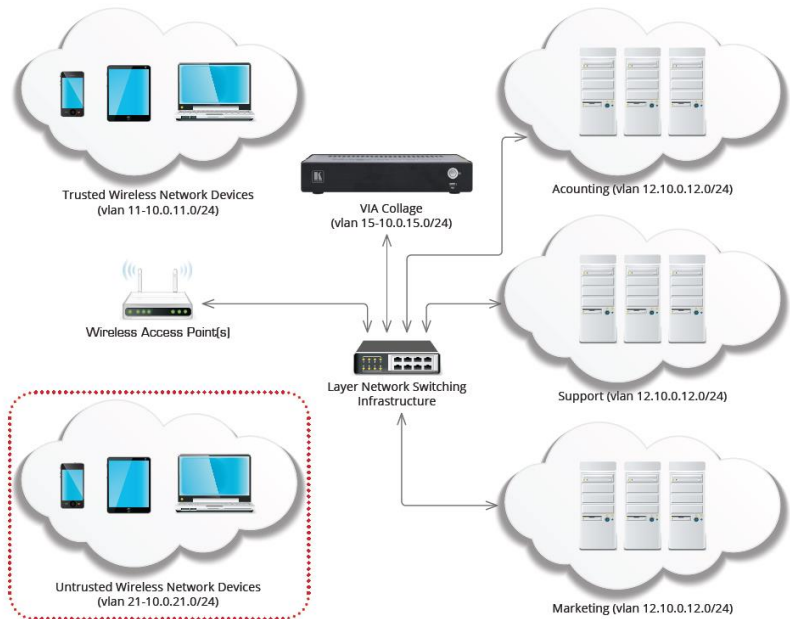 Trusted Wireless Network Devices
(vlan 11-10.0.11.0/24)
VIA Collage
(vlan 15-10.0.15.0/24)
Acounting (vlan 12.10.0.12.0/24)
Wireless Access Point(s)
Layer Network Switching
Infrastructure
Support (vlan 12.10.0.12.0/24)
Untrusted Wireless Network Devices
(vlan 21-10.0.21.0/24)
Marketing (vlan 12.10.0.12.0/24)